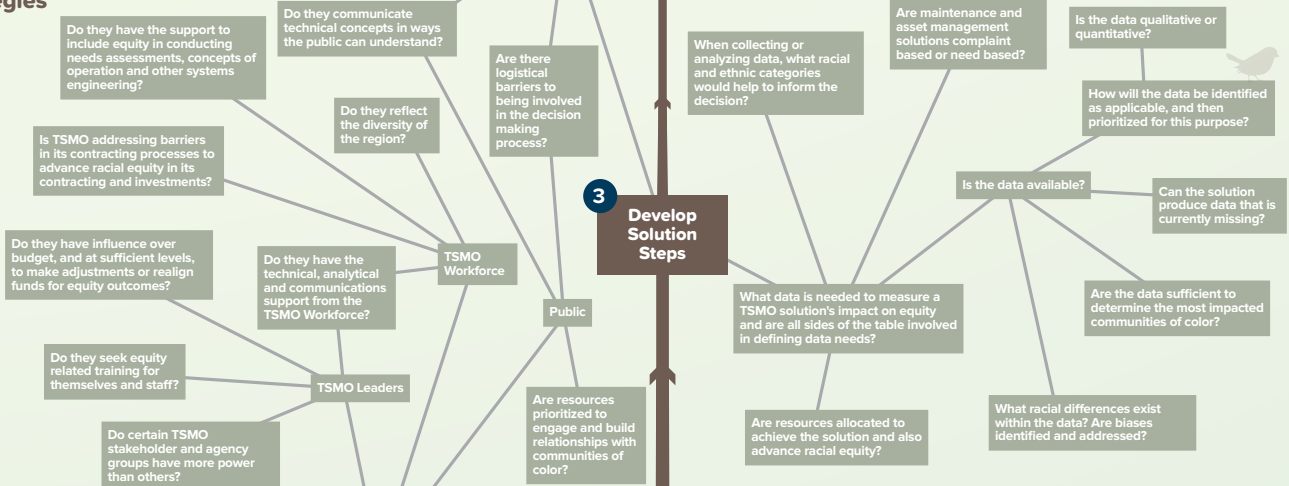 egies
Do they have the support to
include equity in conducting
needs assessments, concepts of
operation and other systems
engineering?
Do they communicate
technical concepts in ways
the public can understand?
Are there
logistical
barriers to
being involved
in the decision
making
process?
Do they reflect
the diversity of
the region?
Is TSMO addressing barriers
in its contracting processes to
advance racial equity in its
contracting and investments?
Do they have influence over
budget, and at sufficient levels,
to make adjustments or realign
funds for equity outcomes?
Do they have the
technical, analytical
and communications
support from the
TSMO Workforce?
TSMO
Workforce
Public
Do they seek equity
related training for
themselves and staff?
TSMO Leaders
Do certain TSMO
stakeholder and agency
groups have more power
than others?
Are resources
prioritized to
engage and build
relationships with
communities of
color?
3
Develop
Solution
Steps
When collecting or
analyzing data, what racial
and ethnic categories
would help to inform the
decision?
Are maintenance and
asset management
solutions complaint
based or need based?
Is the data qualitative or
quantitative?
How will the data be identified
as applicable, and then
prioritized for this purpose?
Is the data available?
Can the solution
produce data that is
currently missing?
What data is needed to measure a
TSMO solution's impact on equity
and are all sides of the table involved
in defining data needs?
Are the data sufficient to
determine the most impacted
communities of color?
Are resources allocated to
achieve the solution and also
advance racial equity?
What racial differences exist
within the data? Are biases
identified and addressed?